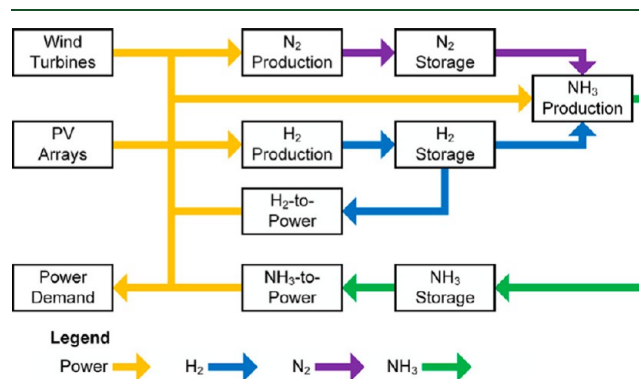 Wind
Turbines
N₂
Production
N₂
Storage
NH₃
Production
PV
Arrays
H₂
Production
H₂
Storage
H₂-to-
Power
Power
Demand
NH₃-to-
Power
NH₃
Storage
Legend
Power
H₂
N₂
NH₃